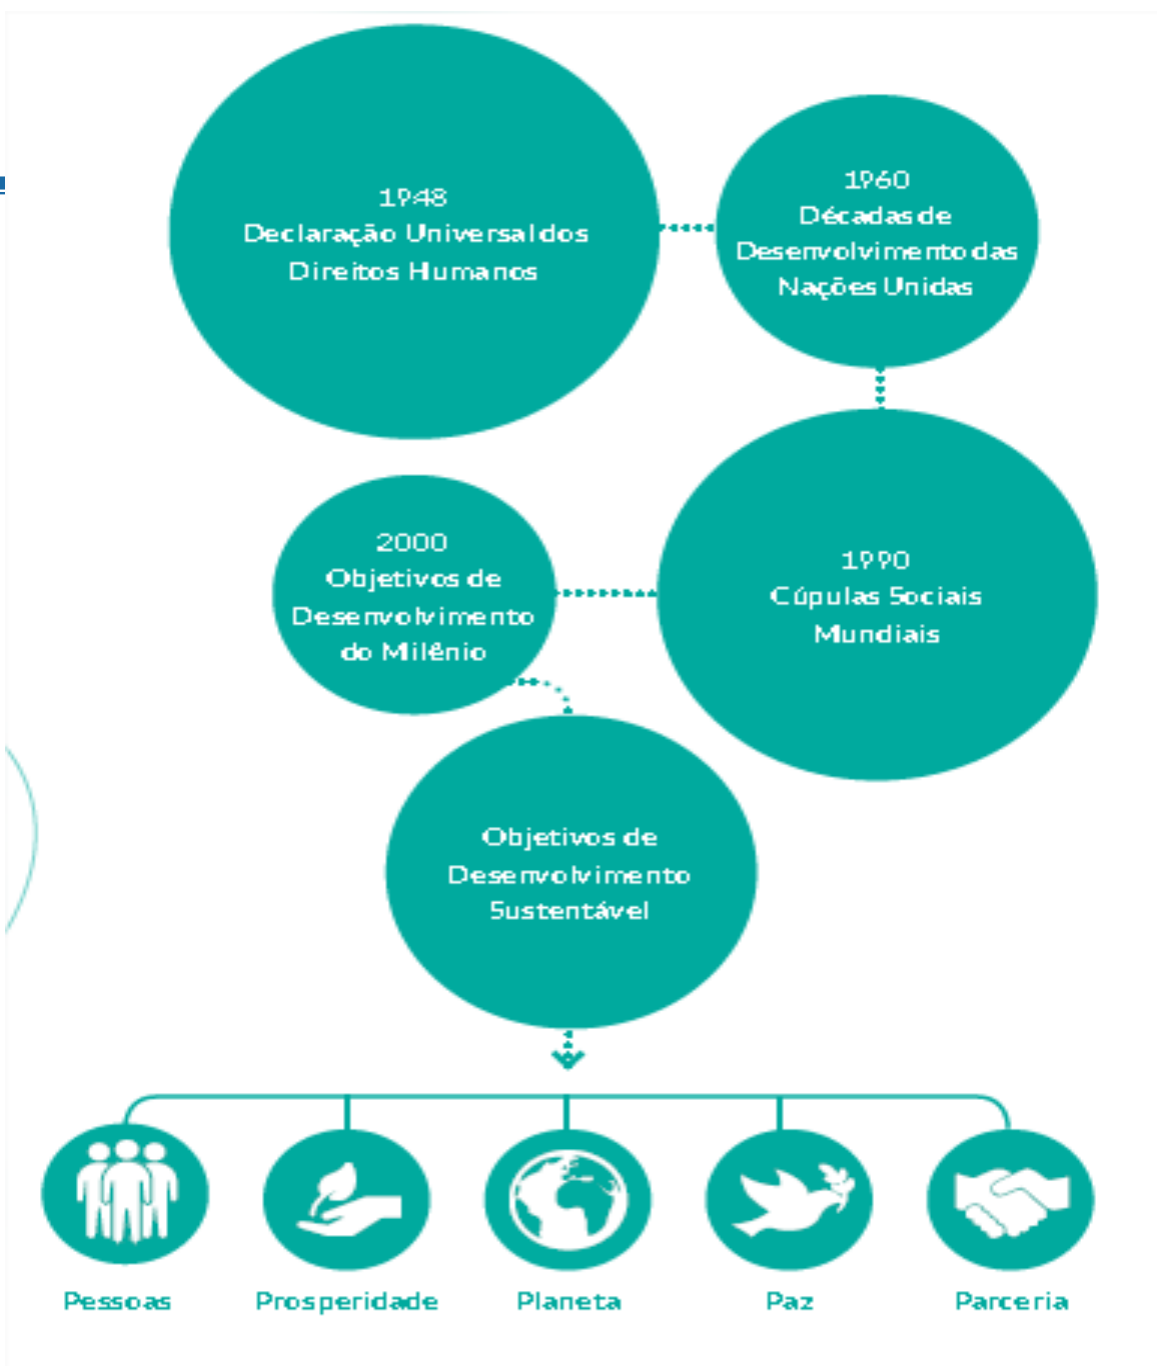 1948
Declaração Universal dos
Direitos Humanos
1960
Décadas de
Desenvolvimento das
Nações Unidas
1990
Cúpulas Sociais
Mundiais
2000
Objetivos de
Desenvolvimento
do Milênio
Objetivos de
Desenvolvimento
Sustentável
Pessoas
Prosperidade
Planeta
Paz
Parceria